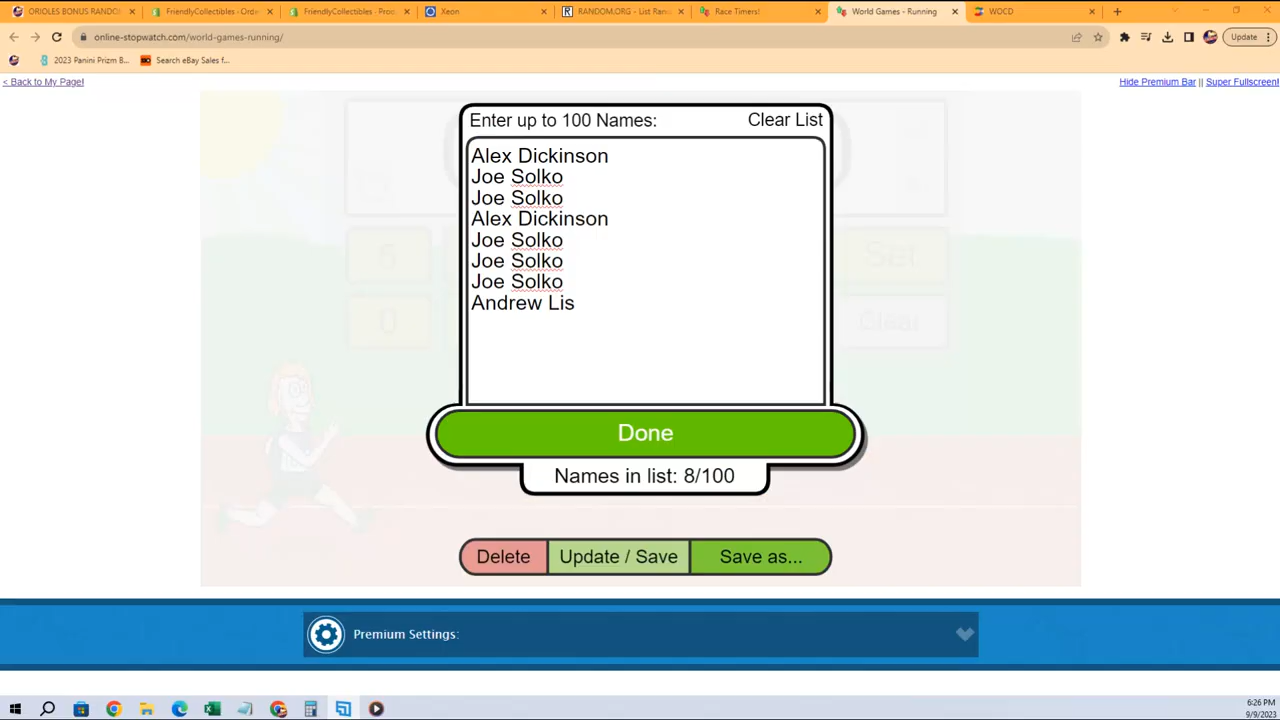 ORIOLES BONUS RANDO
FriendlyCollectibles - Orde
FriendlyCollectibles - Prod
Xeon
RANDOM.ORG - List Rand
Race Timers!
World Games - Running
WOCD
online-stopwatch.com/world-games-running/
Update
2023 Panini Prizm B...
Search eBay Sales f...
< Back to My Page!
Hide Premium Bar || Super Fullscreen!
Enter up to 100 Names:
Clear List
Alex Dickinson
Joe Solko
Joe Solko
Alex Dickinson
Joe Solko
Joe Solko
Joe Solko
Andrew Lis
Set
0
Clear
Done
Names in list: 8/100
Delete
Update / Save
Save as...
Premium Settings:
6:26 PM
9/9/2023